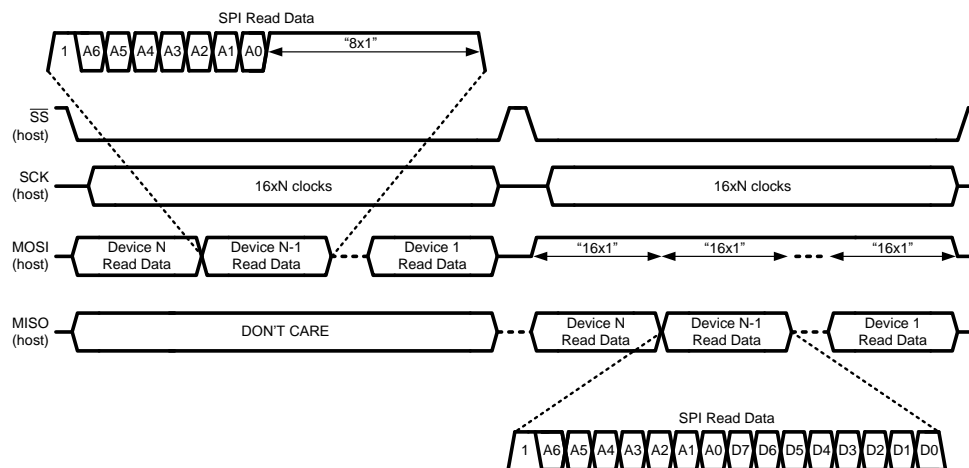 SPI Read Data
1 A6 A5 A4 A3 A2 A1 A0 “8x1”
SS
(host)
SCK
(host)
16xN clocks
16xN clocks
MOSI
(host)
Device N
Read Data
Device N-1
Read Data
Device 1
Read Data
“16x1”
“16x1”
“16x1”
MISO
(host)
DON'T CARE
Device N
Read Data
Device N-1
Read Data
Device 1
Read Data
SPI Read Data
1 A6 A5 A4 A3 A2 A1 A0 D7 D6 D5 D4 D3 D2 D1 D0